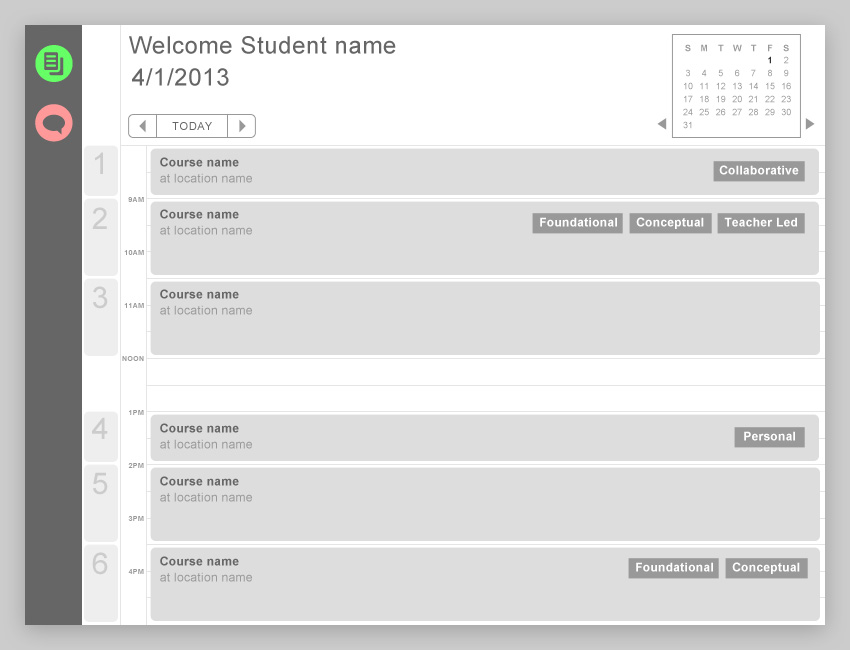 Welcome Student name
4/1/2013
TODAY
S M T W T F S
1 2
3 4 5 6 7 8 9
10 11 12 13 14 15 16
17 18 19 20 21 22 23
24 25 26 27 28 29 30
31
1
Course name
at location name
Collaborative
9AM
2
Course name
at location name
Foundational Conceptual Teacher Led
10AM
3
Course name
at location name
11AM
NOON
1PM
4
Course name
at location name
Personal
2PM
5
Course name
at location name
3PM
6
Course name
at location name
Foundational Conceptual
4PM